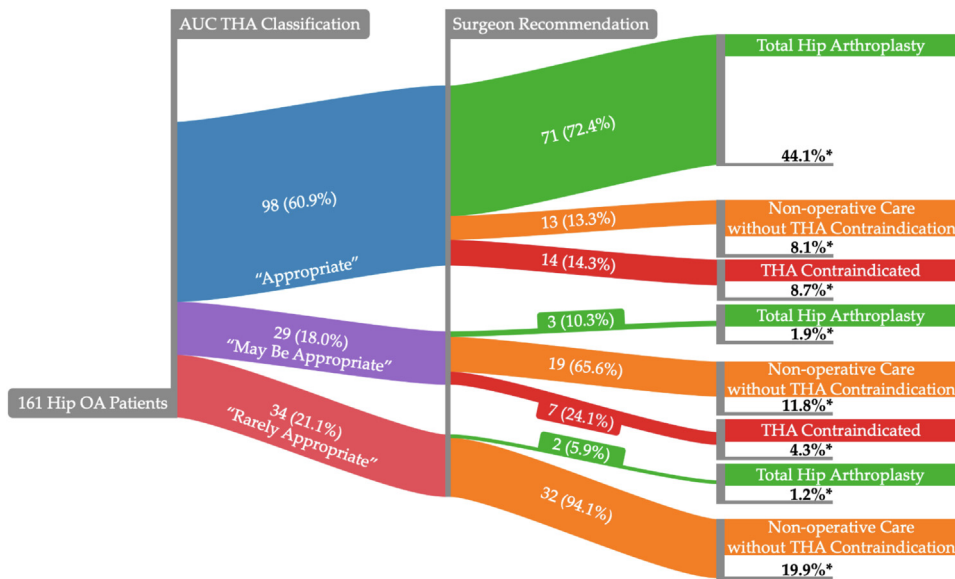 AUC THA Classification
Surgeon Recommendation
161 Hip OA Patients
98 (60.9%)
“Appropriate”
29 (18.0%)
“May Be Appropriate”
34 (21.1%)
“Rarely Appropriate”
71 (72.4%)
13 (13.3%)
14 (14.3%)
3 (10.3%)
19 (65.6%)
7 (24.1%)
2 (5.9%)
32 (94.1%)
Total Hip Arthroplasty
44.1%*
Non-operative Care
without THA Contraindication
8.1%*
THA Contraindicated
8.7%*
Total Hip Arthroplasty
1.9%*
Non-operative Care
without THA Contraindication
11.8%*
THA Contraindicated
4.3%*
Total Hip Arthroplasty
1.2%*
Non-operative Care
without THA Contraindication
19.9%*